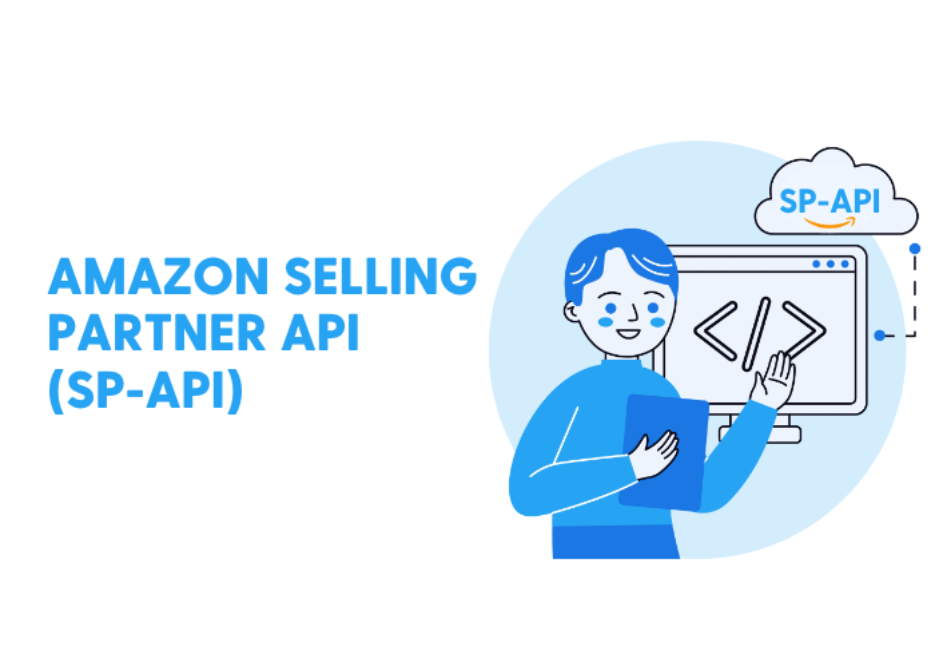 AMAZON SELLING
PARTNER API
(SP-API)
SP-API
</>